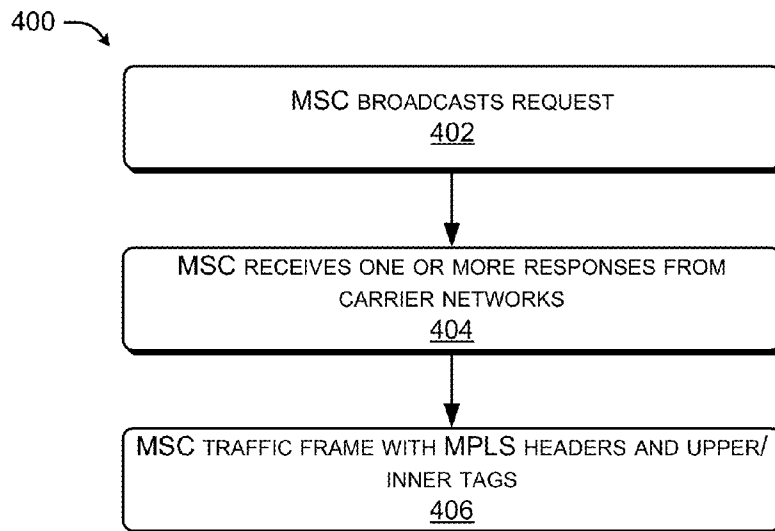 400
MSC BROADCASTS REQUEST
402
MSC RECEIVES ONE OR MORE RESPONSES FROM
CARRIER NETWORKS
404
MSC TRAFFIC FRAME WITH MPLS HEADERS AND UPPER/
INNER TAGS
406